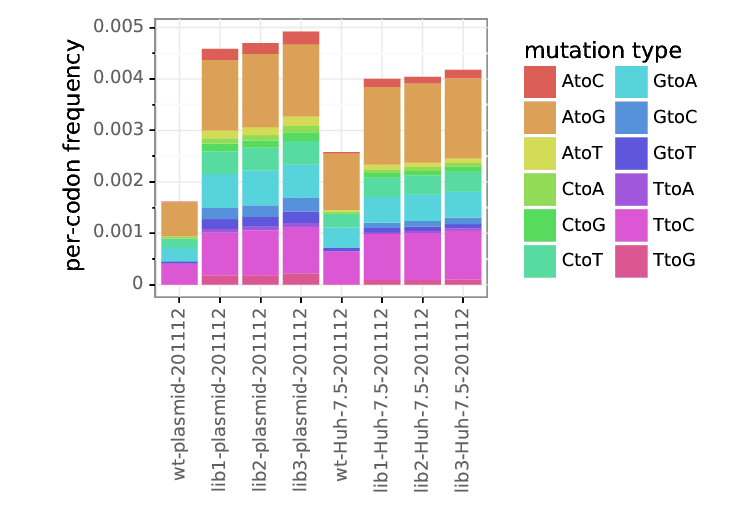 per-codon frequency
0.005
0.004
0.003
0.002
0.001
0
wt-plasmid-201112
lib1-plasmid-201112
lib2-plasmid-201112
lib3-plasmid-201112
wt-Huh-7.5-201112
lib1-Huh-7.5-201112
lib2-Huh-7.5-201112
lib3-Huh-7.5-201112
mutation type
AtoC
AtoG
AtoT
CtoA
CtoG
CtoT
GtoA
GtoC
GtoT
TtoA
TtoC
TtoG